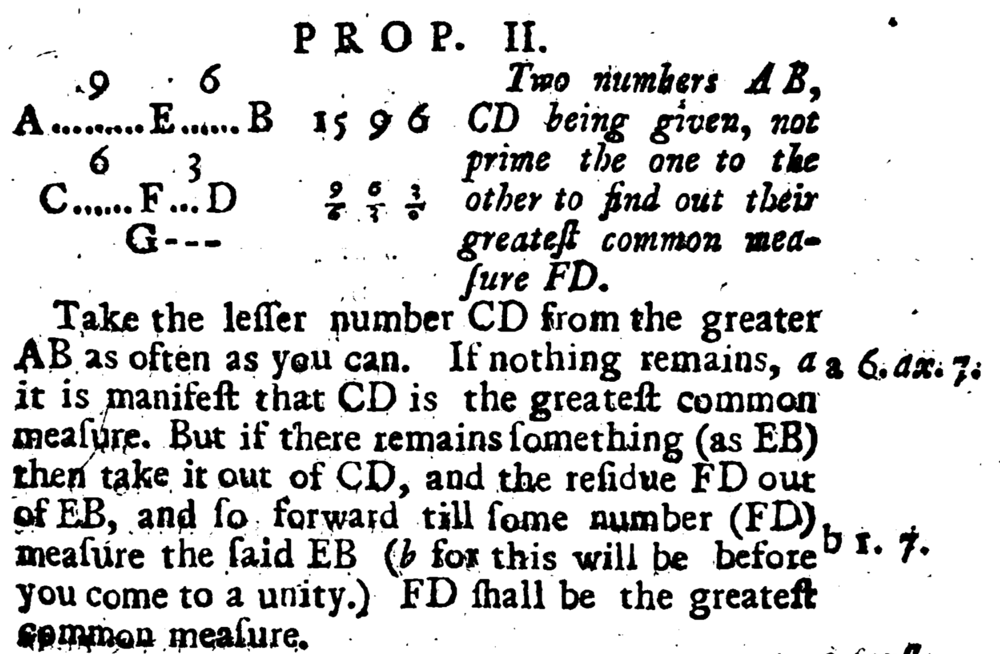 PROP. II.
9 6
A.........E......B 15 9 6
6 3
C......F...D
9 6 3
6 3 0
G---
Two numbers AB,
CD being given, not
prime the one to the
other to find out their
greateſt common mea-
ſure FD.
Take the leſſer number CD from the greater
AB as often as you can. If nothing remains, a
a 6. ax. 7.
it is manifeſt that CD is the greateſt common
meaſure. But if there remains ſomething (as EB)
then take it out of CD, and the reſidue FD out
of EB, and ſo forward till ſome number (FD)
meaſure the ſaid EB (b for this will be before
b 1. 7.
you come to a unity.) FD ſhall be the greateſt
common meaſure.